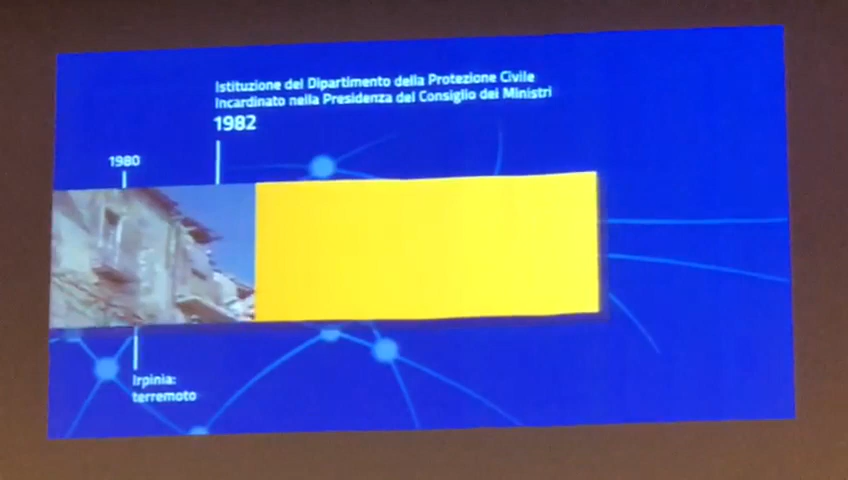 Istituzione del Dipartimento della Protezione Civile
Incardinato nella Presidenza del Consiglio dei Ministri
1982
1980
Irpinia:
terremoto